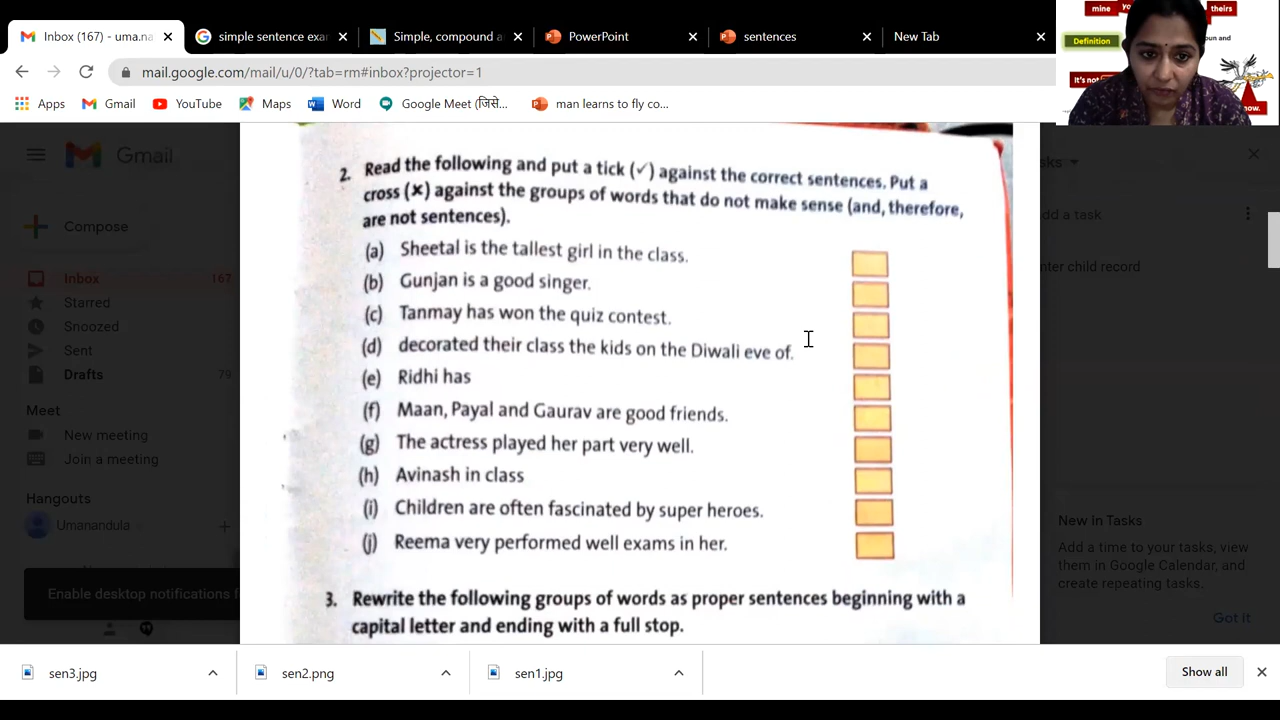 Inbox (167) - uma.na
simple sentence exa
Simple, compound a
PowerPoint
sentences
New Tab
mail.google.com/mail/u/0/?tab=rm#inbox?projector=1
Apps
Gmail
YouTube
Maps
Word
Google Meet (जिसे...
man learns to fly co...
mine
theirs
Definition
It's not
now.
Gmail
Compose
Inbox 167
Starred
Snoozed
Sent
Drafts 79
Meet
New meeting
Join a meeting
Hangouts
Umanandula
Enable desktop notifications f
2. Read the following and put a tick (✓) against the correct sentences. Put a
cross (×) against the groups of words that do not make sense (and, therefore,
are not sentences).
(a) Sheetal is the tallest girl in the class.
(b) Gunjan is a good singer.
(c) Tanmay has won the quiz contest.
(d) decorated their class the kids on the Diwali eve of.
(e) Ridhi has
(f) Maan, Payal and Gaurav are good friends.
(g) The actress played her part very well.
(h) Avinash in class
(i) Children are often fascinated by super heroes.
(j) Reema very performed well exams in her.
3. Rewrite the following groups of words as proper sentences beginning with a
capital letter and ending with a full stop.
sks
dd a task
nter child record
New in Tasks
Add a time to your tasks, view
them in Google Calendar, and
create repeating tasks.
Got it
sen3.jpg
sen2.png
sen1.jpg
Show all